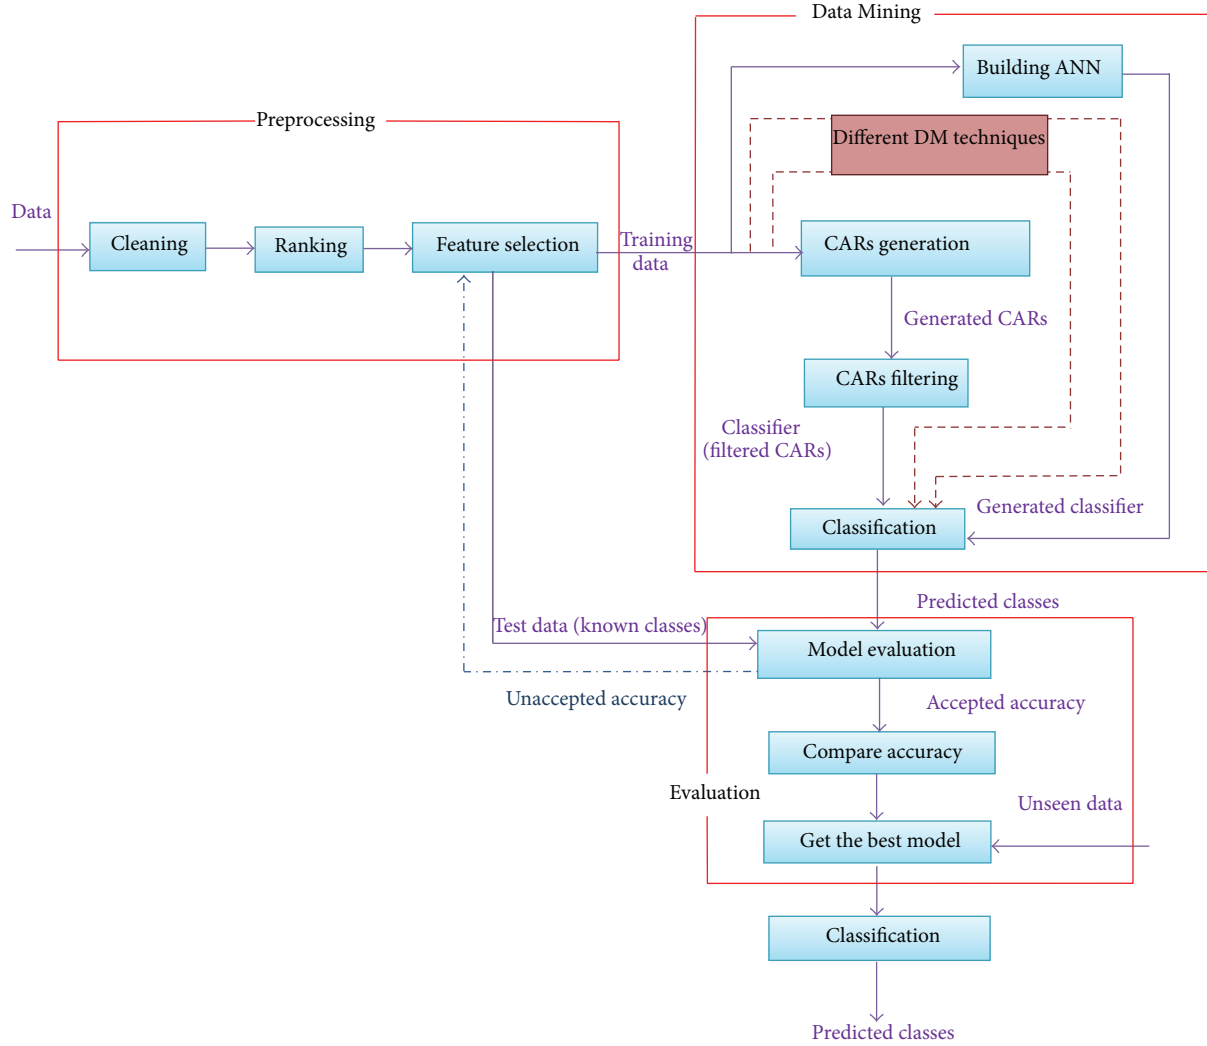 Data Mining
Building ANN
Preprocessing
Different DM techniques
Data
Cleaning
Ranking
Feature selection
Training
data
CARs generation
Generated CARs
CARs filtering
Classifier
(filtered CARs)
Generated classifier
Classification
Predicted classes
Test data (known classes)
Model evaluation
Unaccepted accuracy
Accepted accuracy
Compare accuracy
Evaluation
Unseen data
Get the best model
Classification
Predicted classes